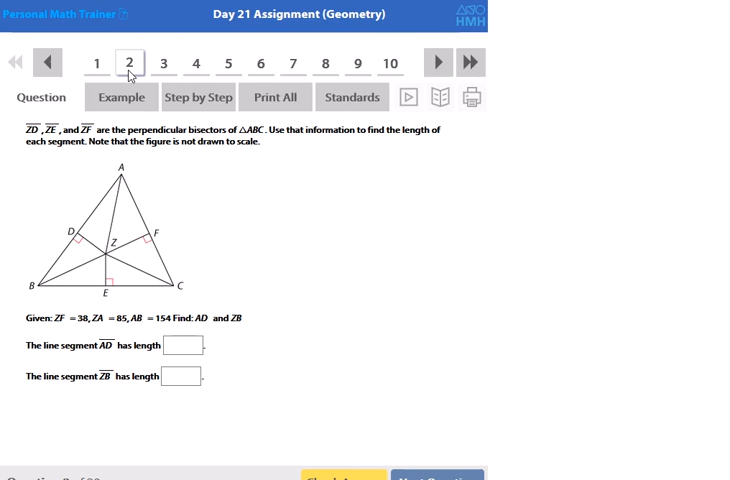 Personal Math Trainer
Day 21 Assignment (Geometry)
HMH
1 2 3 4 5 6 7 8 9 10
Question Example Step by Step Print All Standards
ZD, ZE, and ZF are the perpendicular bisectors of △ABC. Use that information to find the length of
each segment. Note that the figure is not drawn to scale.
A
D
F
Z
B
C
E
Given: ZF = 38, ZA = 85, AB = 154 Find: AD and ZB
The line segment AD has length .
The line segment ZB has length .